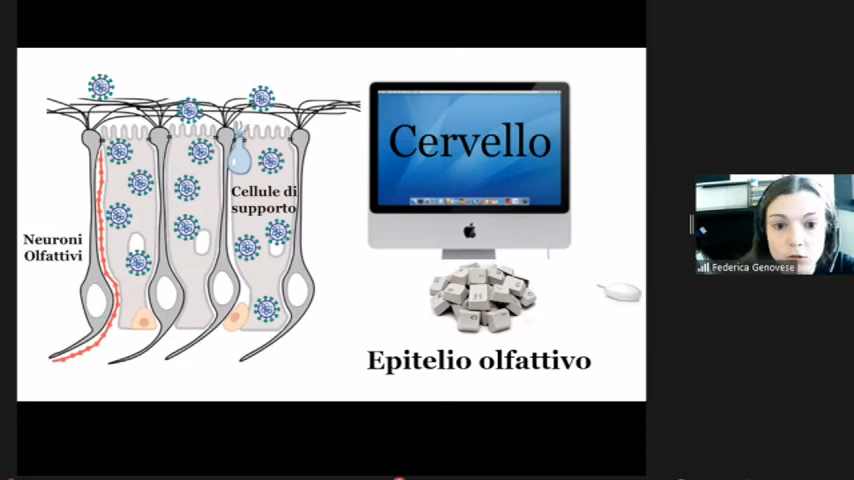 Cervello
Cellule di
supporto
Neuroni
Olfattivi
Federica Genovese
Epitelio olfattivo